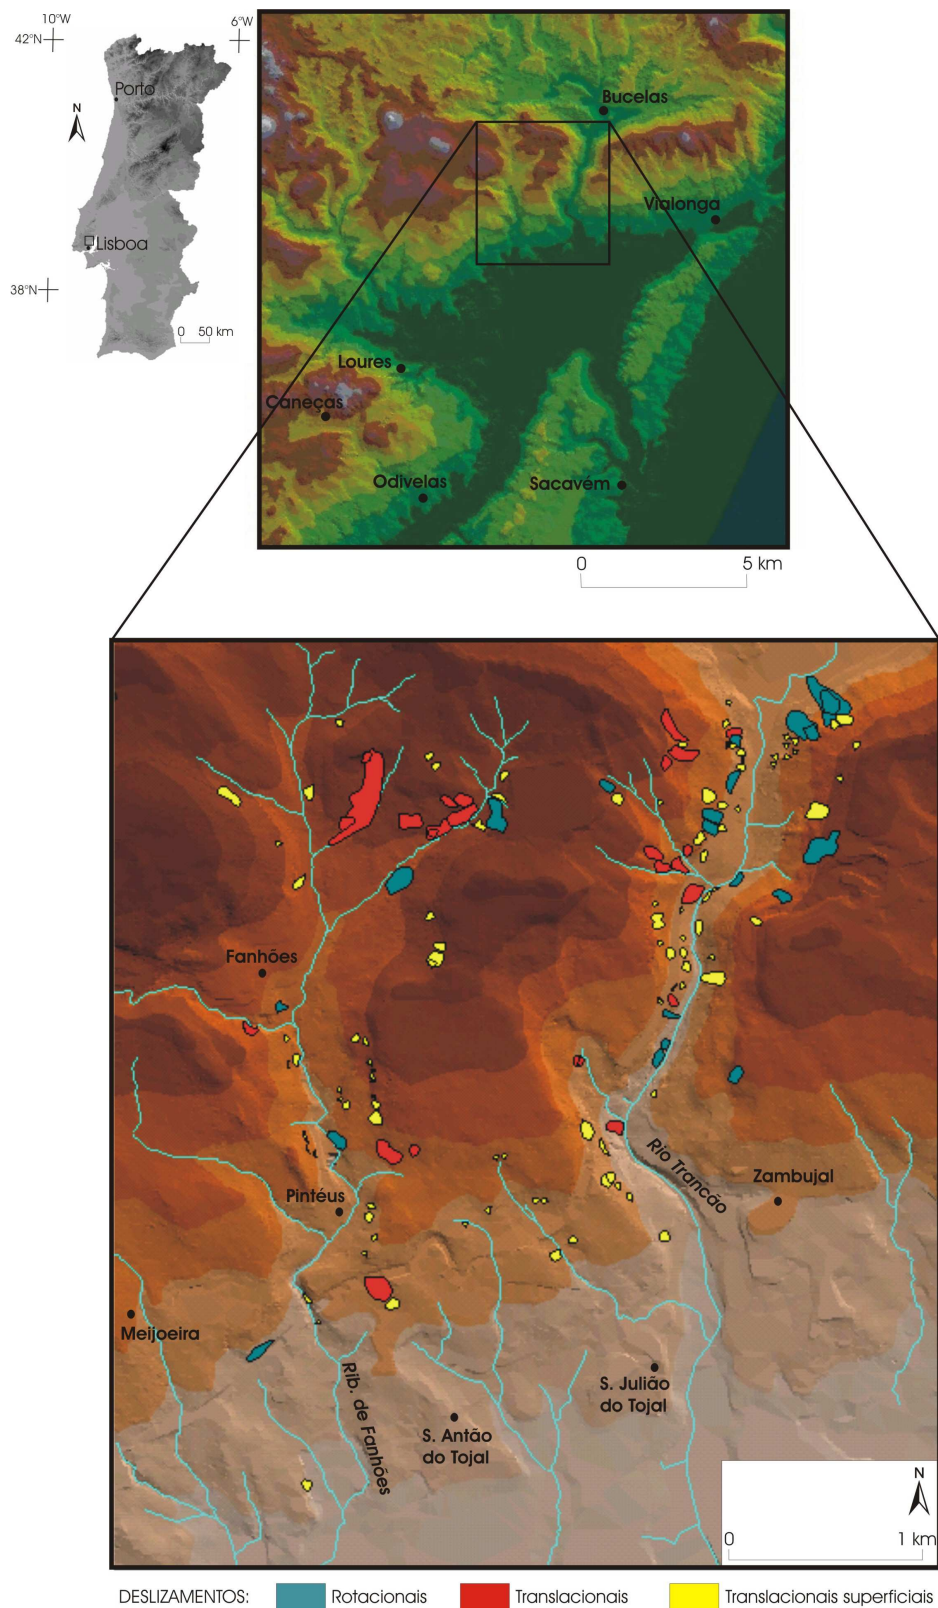 10°W
6°W
42°N
Porto
N
Lisboa
38°N
0 50 km
Bucelas
Vialonga
Loures
Caneças
Odivelas
Sacavém
0 5 km
Fanhões
Pintéus
Meijoeira
Rib. de Fanhões
S. Antão
do Tojal
S. Julião
do Tojal
Rio Trancão
Zambujal
N
0 1 km
DESLIZAMENTOS: Rotacionais Translacionais Translacionais superficiais